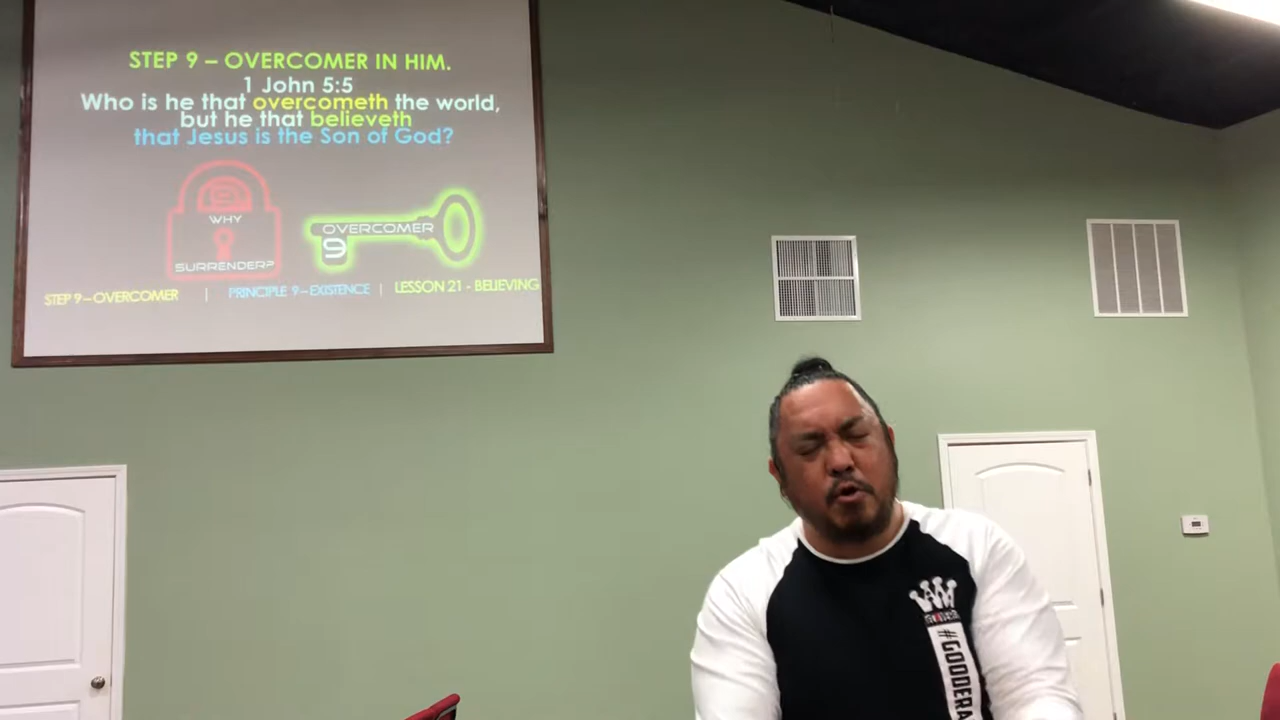 STEP 9 – OVERCOMER IN HIM.
1 John 5:5
Who is he that overcometh the world,
but he that believeth
that Jesus is the Son of God?
9
WHY
SURRENDER?
OVERCOMER
9
STEP 9 – OVERCOMER | PRINCIPLE 9 – EXISTENCE | LESSON 21 - BELIEVING
#GOODERA